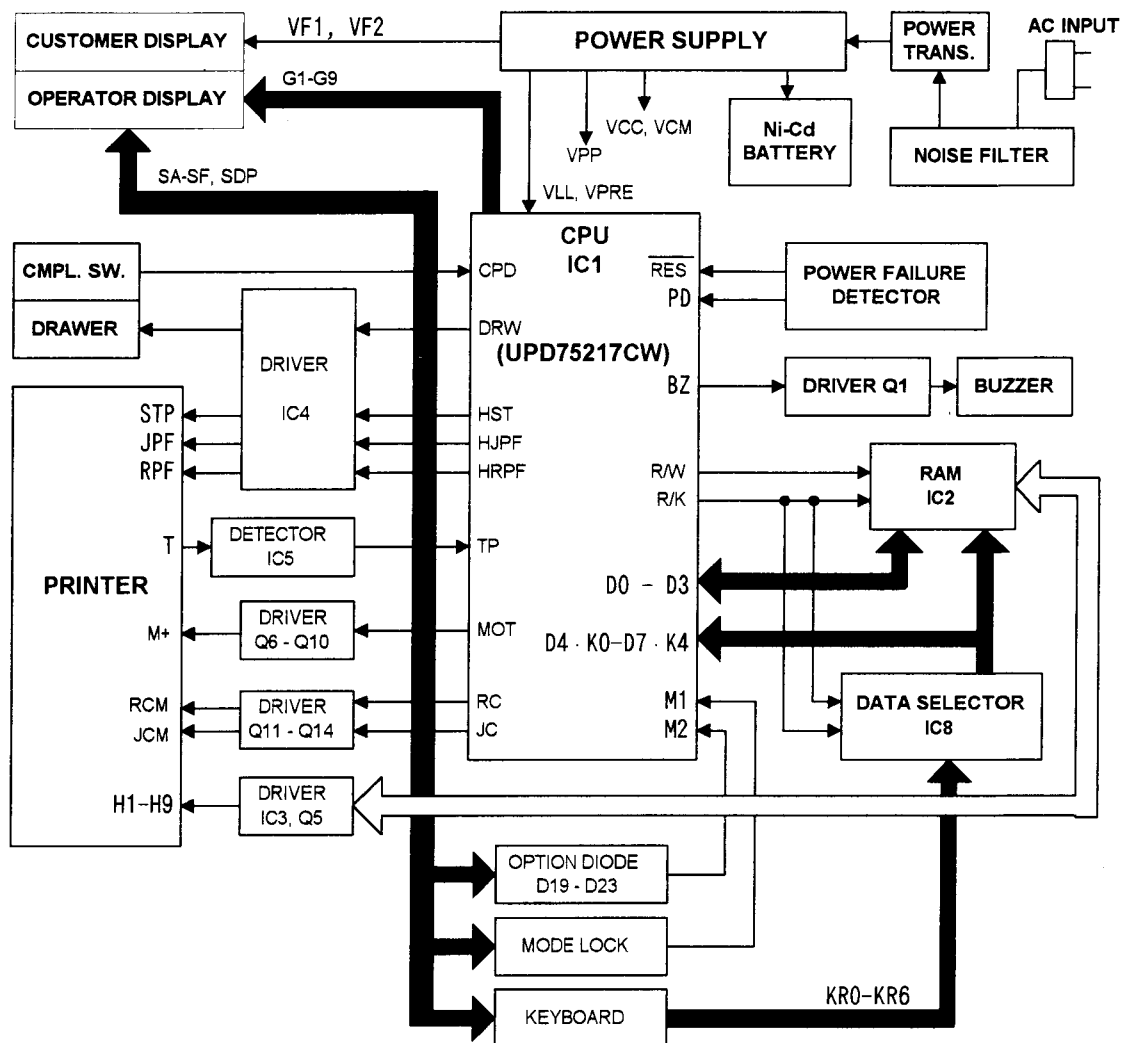 CUSTOMER DISPLAY
OPERATOR DISPLAY
VF1, VF2
G1-G9
POWER SUPPLY
POWER
TRANS.
AC INPUT
NOISE FILTER
Ni-Cd
BATTERY
VCC, VCM
VPP
VLL, VPRE
SA-SF, SDP
CMPL. SW.
DRAWER
DRIVER
IC4
CPU
IC1
(UPD75217CW)
CPD
DRW
HST
HJPF
HRPF
TP
MOT
RC
JC
RES
PD
BZ
R/W
R/K
D0 - D3
D4 · K0-D7 · K4
M1
M2
POWER FAILURE
DETECTOR
DRIVER Q1
BUZZER
RAM
IC2
DATA SELECTOR
IC8
PRINTER
STP
JPF
RPF
T
M+
RCM
JCM
H1-H9
DETECTOR
IC5
DRIVER
Q6 - Q10
DRIVER
Q11 - Q14
DRIVER
IC3, Q5
OPTION DIODE
D19 - D23
MODE LOCK
KEYBOARD
KR0-KR6